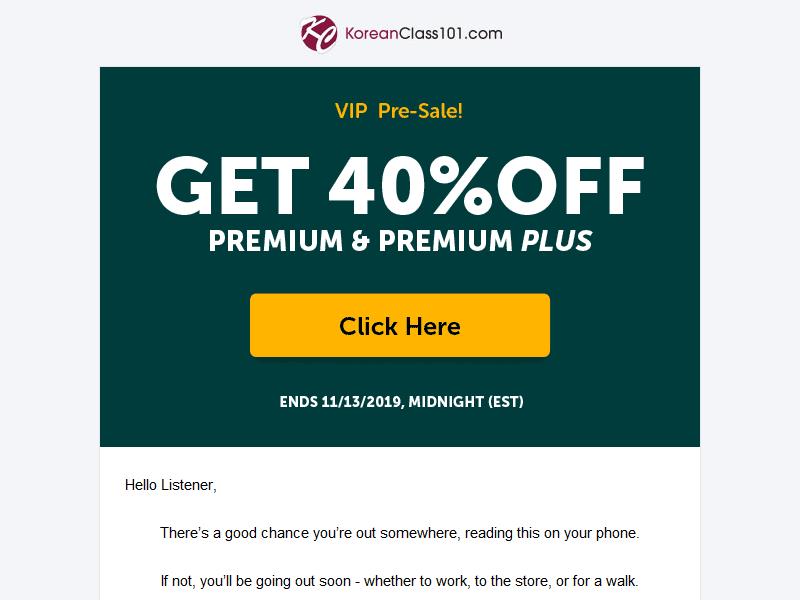 KoreanClass101.com
VIP Pre-Sale!
GET 40%OFF
PREMIUM & PREMIUM PLUS
Click Here
ENDS 11/13/2019, MIDNIGHT (EST)
Hello Listener,
There’s a good chance you’re out somewhere, reading this on your phone.
If not, you’ll be going out soon - whether to work, to the store, or for a walk.